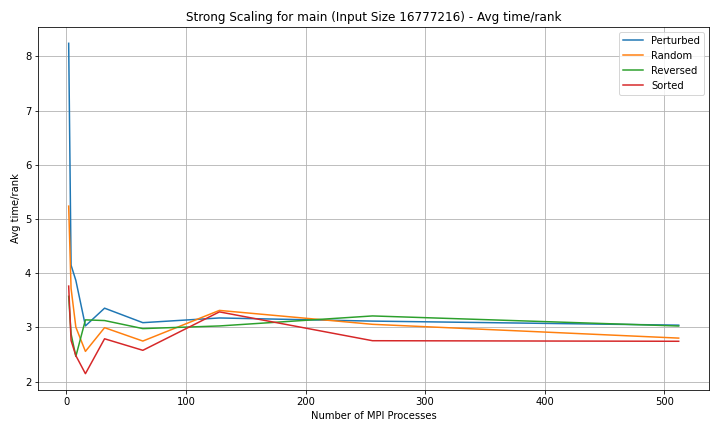 Strong Scaling for main (Input Size 16777216) - Avg time/rank
Perturbed
Random
Reversed
Sorted
Avg time/rank
8
7
6
5
4
3
2
0 100 200 300 400 500
Number of MPI Processes